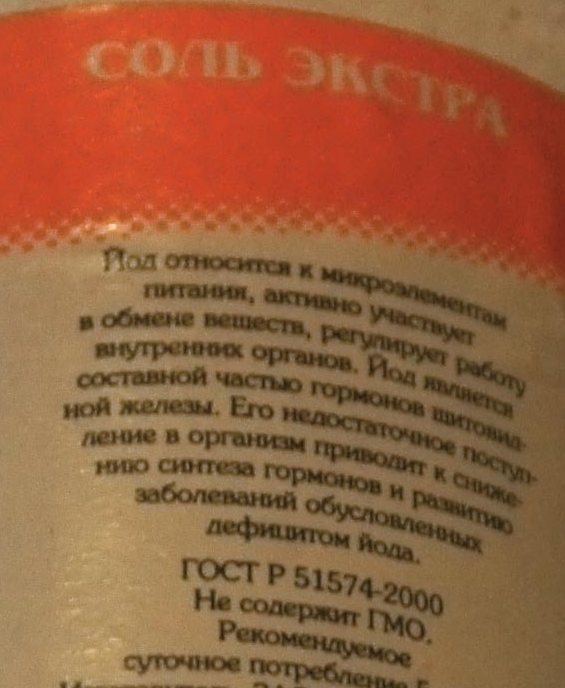 СОЛЬ ЭКСТРА
Йод относится к микроэлементам
питания, активно участвует
в обмене веществ, регулирует работу
внутренних органов. Йод является
составной частью гормонов щитовид-
ной железы. Его недостаточное поступ-
ление в организм приводит к сниже-
нию синтеза гормонов и развитию
заболеваний обусловленных
дефицитом йода.
ГОСТ Р 51574-2000
Не содержит ГМО.
Рекомендуемое
суточное потребление